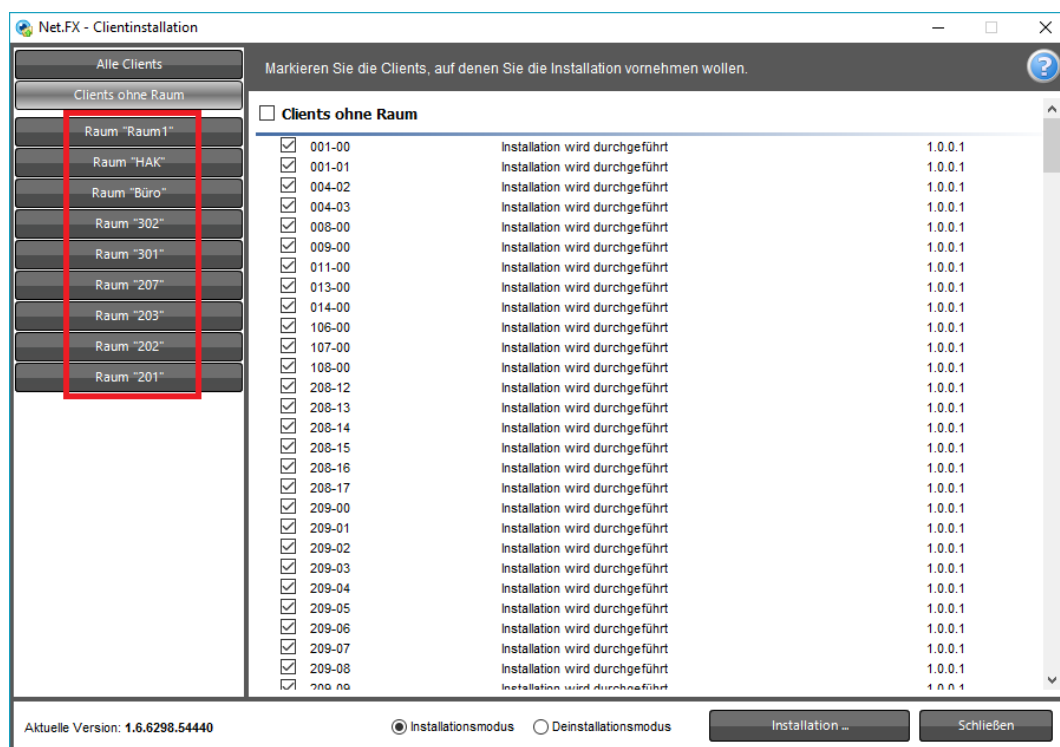 Net.FX - Clientinstallation
Alle Clients
Clients ohne Raum
Raum "Raum1"
Raum "HAK"
Raum "Büro"
Raum "302"
Raum "301"
Raum "207"
Raum "203"
Raum "202"
Raum "201"
Markieren Sie die Clients, auf denen Sie die Installation vornehmen wollen.
Clients ohne Raum
001-00 Installation wird durchgeführt 1.0.0.1
001-01 Installation wird durchgeführt 1.0.0.1
004-02 Installation wird durchgeführt 1.0.0.1
004-03 Installation wird durchgeführt 1.0.0.1
008-00 Installation wird durchgeführt 1.0.0.1
009-00 Installation wird durchgeführt 1.0.0.1
011-00 Installation wird durchgeführt 1.0.0.1
013-00 Installation wird durchgeführt 1.0.0.1
014-00 Installation wird durchgeführt 1.0.0.1
106-00 Installation wird durchgeführt 1.0.0.1
107-00 Installation wird durchgeführt 1.0.0.1
108-00 Installation wird durchgeführt 1.0.0.1
208-12 Installation wird durchgeführt 1.0.0.1
208-13 Installation wird durchgeführt 1.0.0.1
208-14 Installation wird durchgeführt 1.0.0.1
208-15 Installation wird durchgeführt 1.0.0.1
208-16 Installation wird durchgeführt 1.0.0.1
208-17 Installation wird durchgeführt 1.0.0.1
209-00 Installation wird durchgeführt 1.0.0.1
209-01 Installation wird durchgeführt 1.0.0.1
209-02 Installation wird durchgeführt 1.0.0.1
209-03 Installation wird durchgeführt 1.0.0.1
209-04 Installation wird durchgeführt 1.0.0.1
209-05 Installation wird durchgeführt 1.0.0.1
209-06 Installation wird durchgeführt 1.0.0.1
209-07 Installation wird durchgeführt 1.0.0.1
209-08 Installation wird durchgeführt 1.0.0.1
209-09 Installation wird durchgeführt 1.0.0.1
Aktuelle Version: 1.6.6298.54440
Installationsmodus
Deinstallationsmodus
Installation ...
Schließen